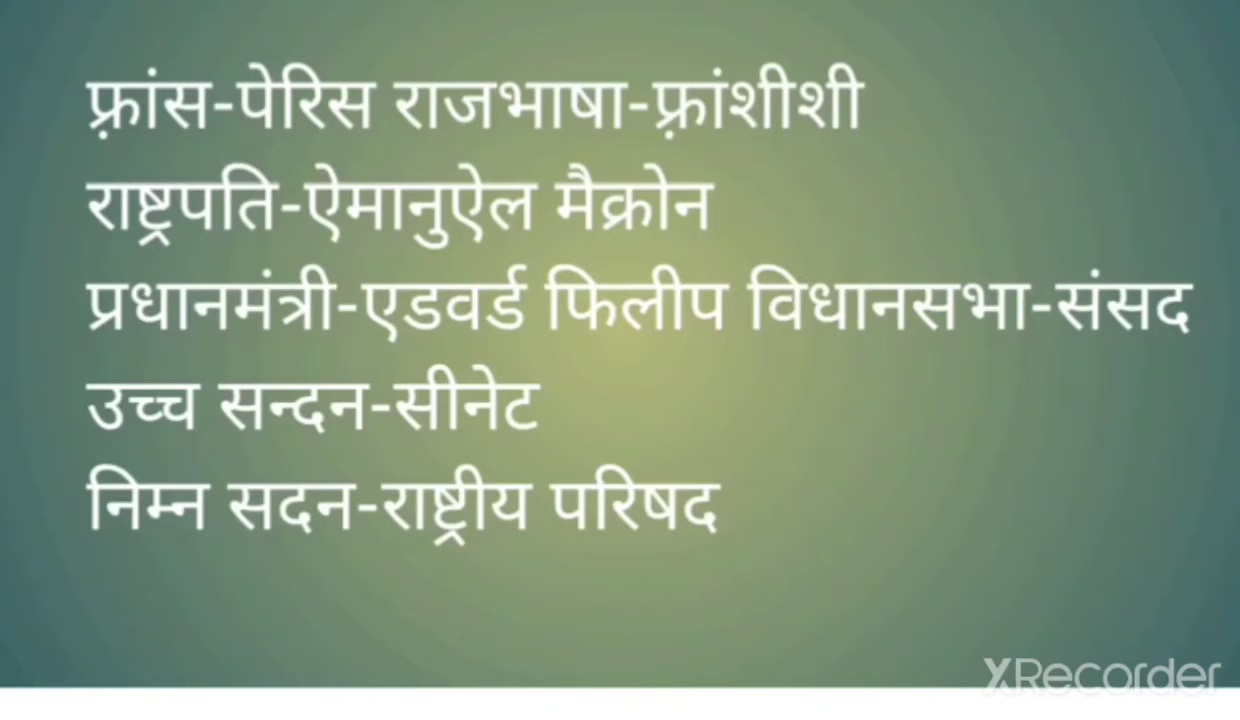 फ़्रांस-पेरिस राजभाषा-फ़्रांशीशी
राष्ट्रपति-ऐमानुऐल मैक्रोन
प्रधानमंत्री-एडवर्ड फिलीप विधानसभा-संसद
उच्च सन्दन-सीनेट
निम्न सदन-राष्ट्रीय परिषद
XRecorder